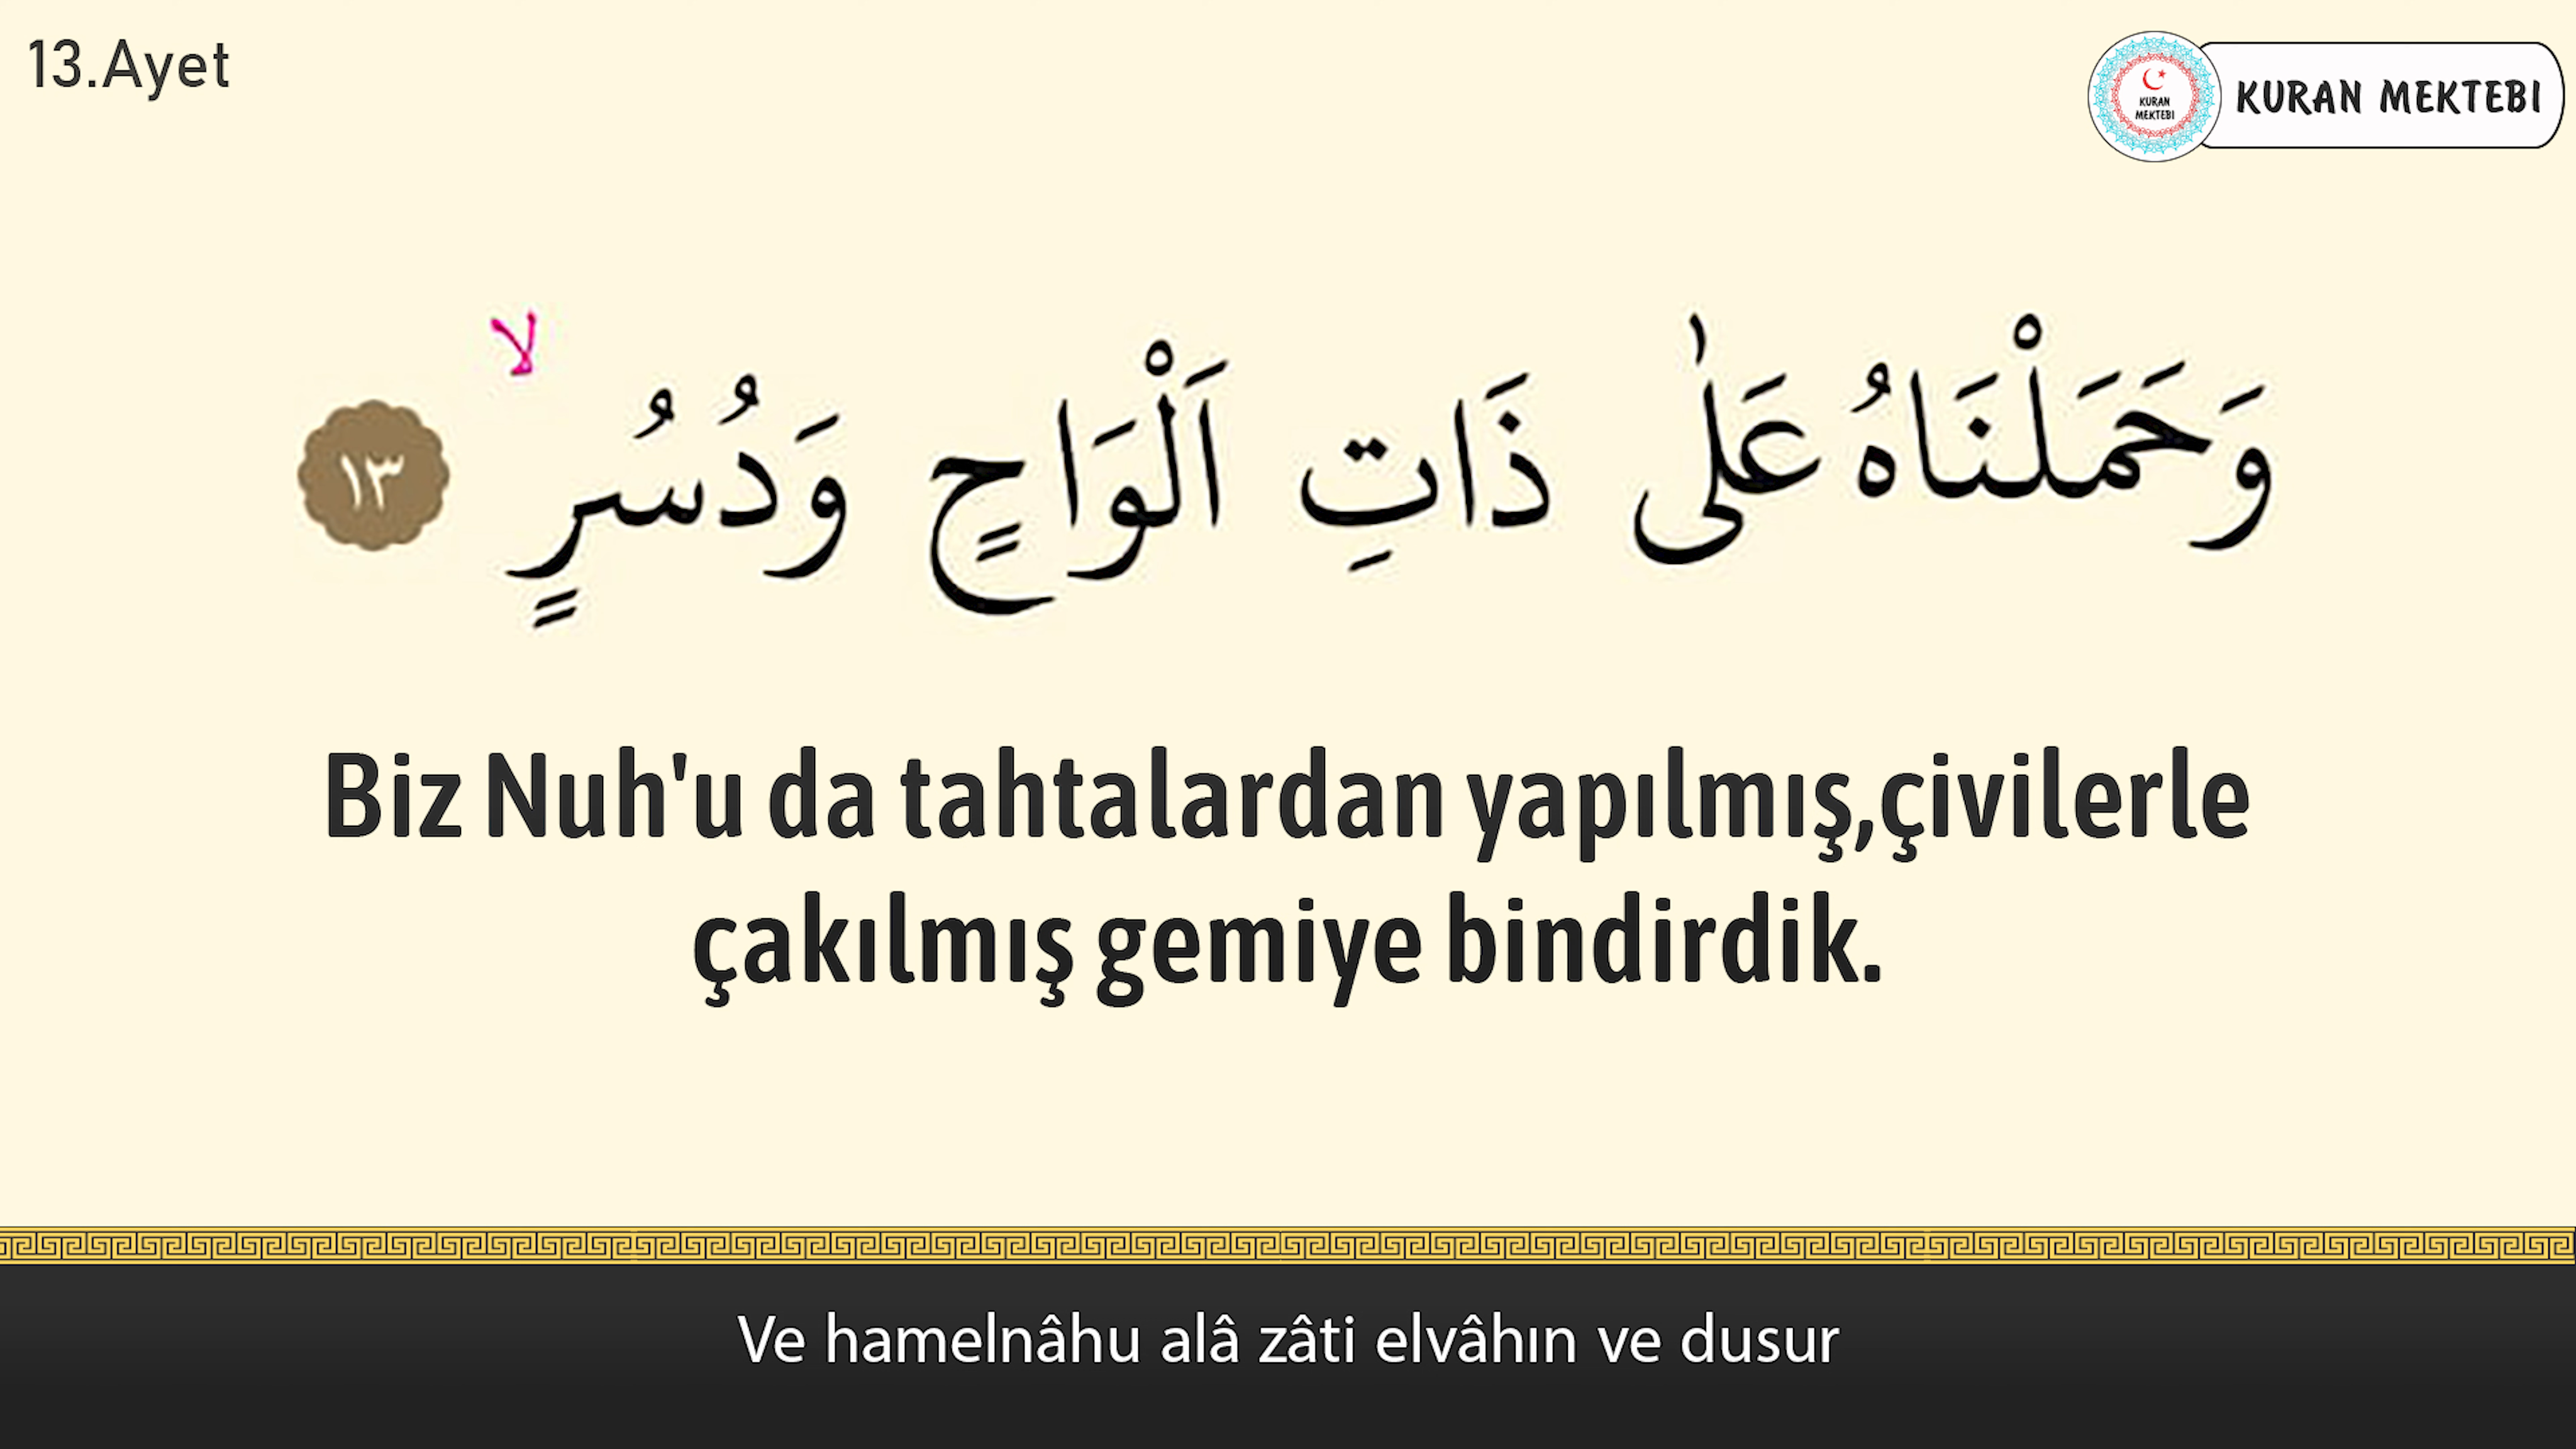 13.Ayet
KURAN
MEKTEBI
KURAN MEKTEBI
لا
وَحَمَلْنَاهُ عَلٰى ذَاتِ اَلْوَاحٍ وَدُسُرٍ ١٣
Biz Nuh'u da tahtalardan yapılmış,çivilerle
çakılmış gemiye bindirdik.
Ve hamelnâhu alâ zâti elvâhın ve dusur